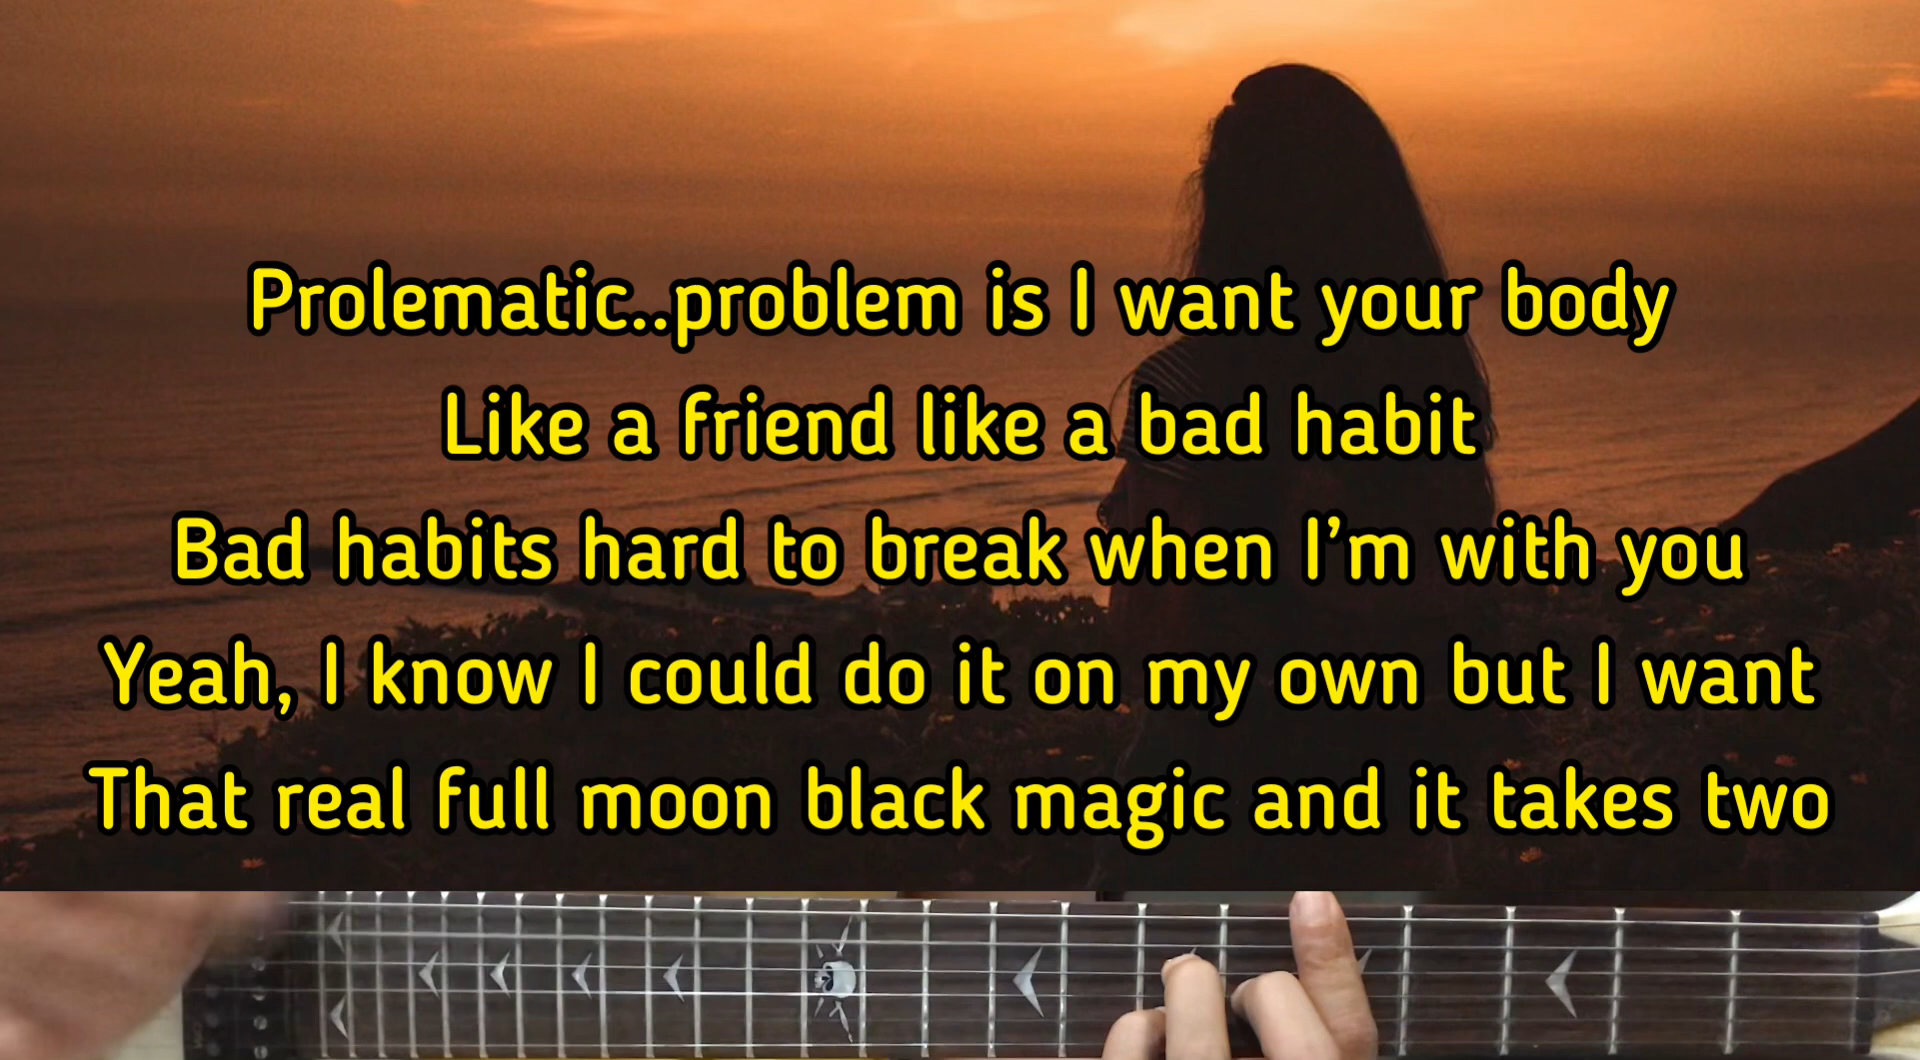 Prolematic..problem is I want your body
Like a friend like a bad habit
Bad habits hard to break when I’m with you
Yeah, I know I could do it on my own but I want
That real full moon black magic and it takes two